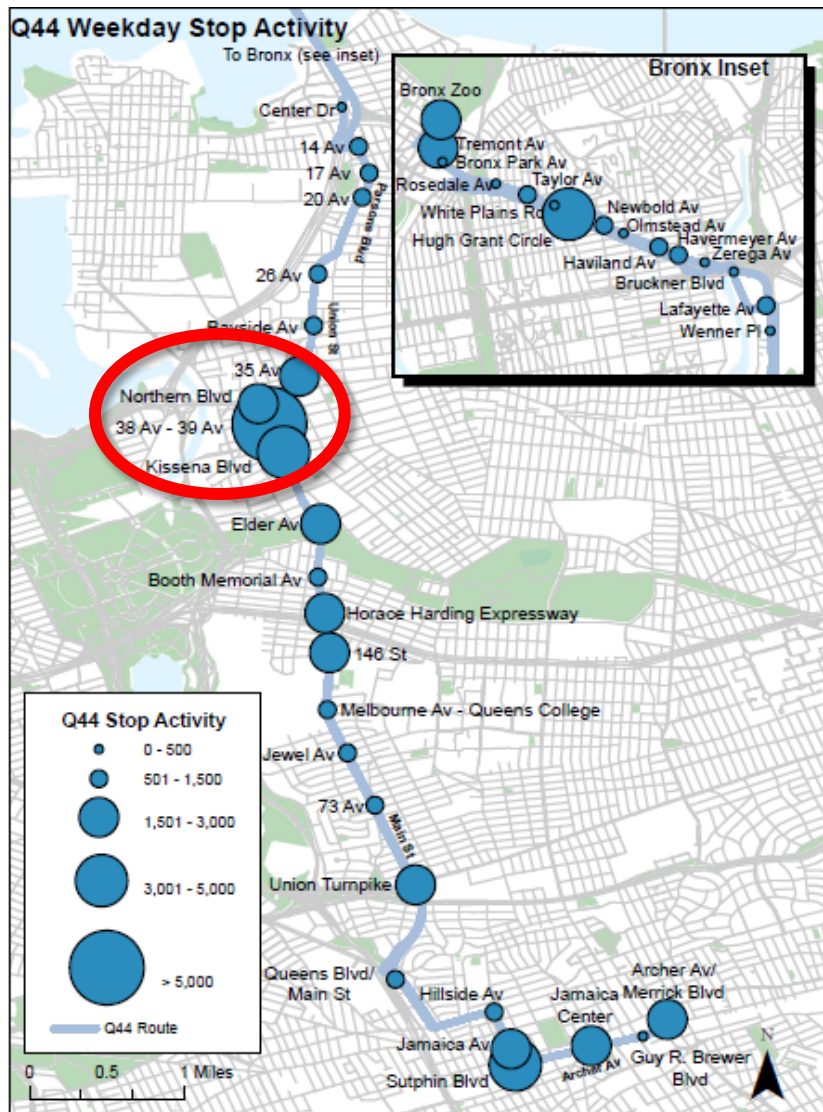 Q44 Weekday Stop Activity
To Bronx (see inset)
Center Dr
14 Av
17 Av
20 Av
Parsons Blvd
26 Av
Union St
Bayside Av
35 Av
Northern Blvd
38 Av - 39 Av
Kissena Blvd
Elder Av
Booth Memorial Av
Horace Harding Expressway
146 St
Melbourne Av - Queens College
Jewel Av
73 Av
Main St
Union Turnpike
Queens Blvd/
Main St
Hillside Av
Jamaica Av
Sutphin Blvd
Jamaica
Center
Archer Av
Archer Av/
Merrick Blvd
Guy R. Brewer
Blvd
N
Bronx Inset
Bronx Zoo
Tremont Av
Bronx Park Av
Rosedale Av
Taylor Av
White Plains Rd
Hugh Grant Circle
Newbold Av
Olmstead Av
Haviland Av
Havermeyer Av
Zerega Av
Bruckner Blvd
Lafayette Av
Wenner Pl
Q44 Stop Activity
0 - 500
501 - 1,500
1,501 - 3,000
3,001 - 5,000
> 5,000
Q44 Route
0 0.5 1 Miles